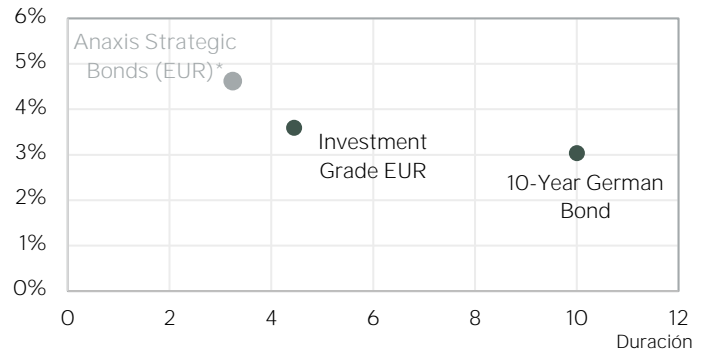 6%
5%
4%
3%
2%
1%
0%
Anaxis Strategic
Bonds (EUR)*
Investment
Grade EUR
10-Year German
Bond
0 2 4 6 8 10 12
Duración